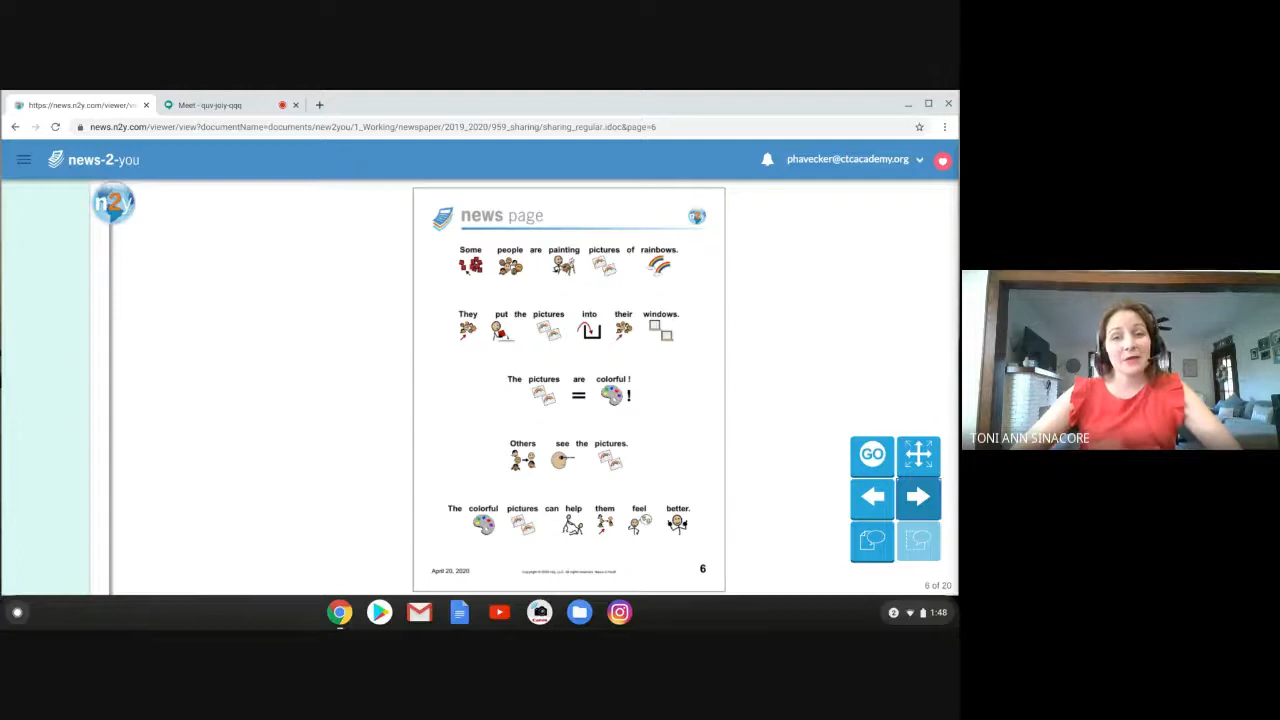 https://news.n2y.com/viewer/vi
Meet - quv-joiy-qqq
news.n2y.com/viewer/view?documentName=documents/new2you/1_Working/newspaper/2019_2020/959_sharing/sharing_regular.idoc&page=6
news-2-you
phavecker@ctcacademy.org
n2y
news page
Some people are painting pictures of rainbows.
They put the pictures into their windows.
The pictures are colorful !
= !
Others see the pictures.
The colorful pictures can help them feel better.
April 20, 2020
6
GO
6 of 20
2 1:48
TONI ANN SINACORE